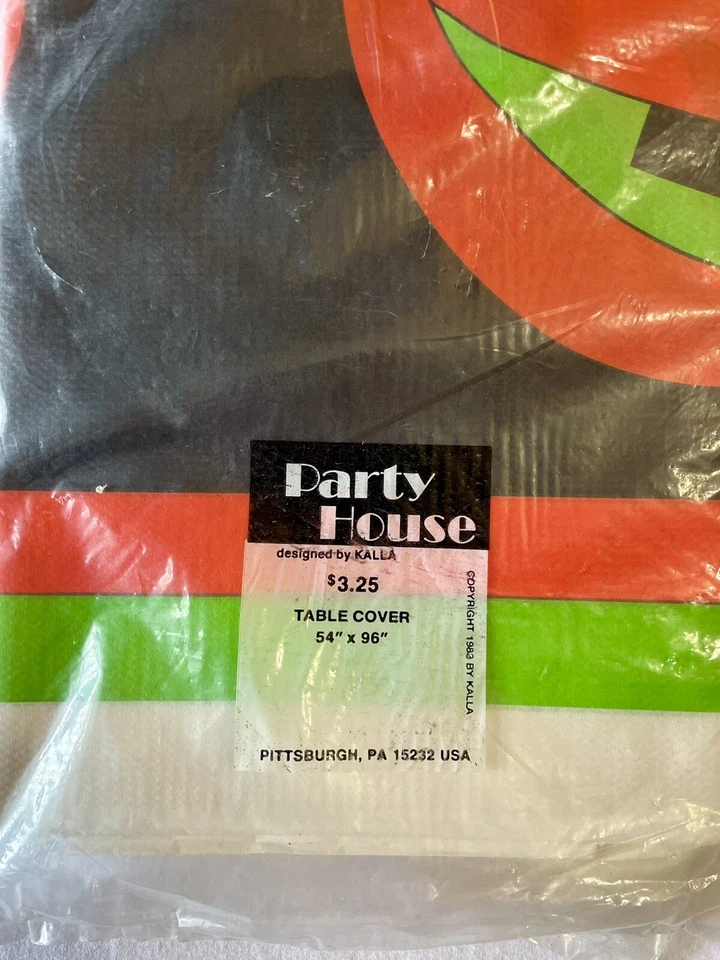 Party
House
designed by KALLA
$3.25
TABLE COVER
54" x 96"
COPYRIGHT 1983 BY KALLA
PITTSBURGH, PA 15232 USA